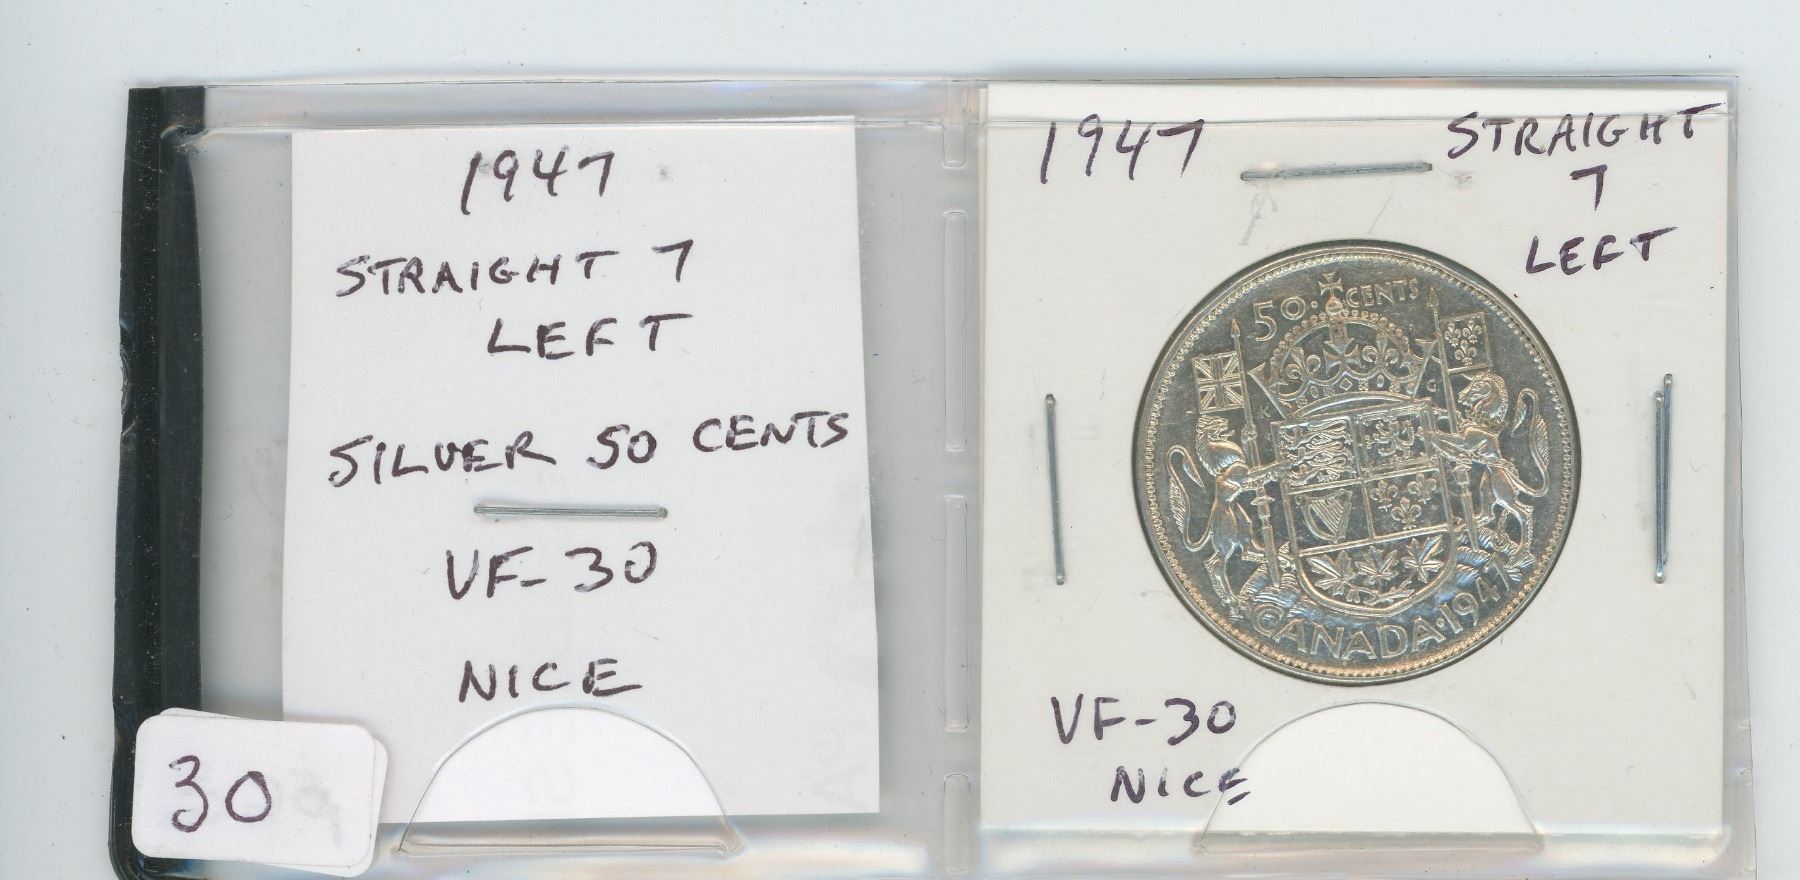 1947
STRAIGHT 7
LEFT
SILVER 50 CENTS
VF-30
NICE
30
1947
STRAIGHT
7
LEFT
50·CENTS
K G
CANADA·1947
VF-30
NICE